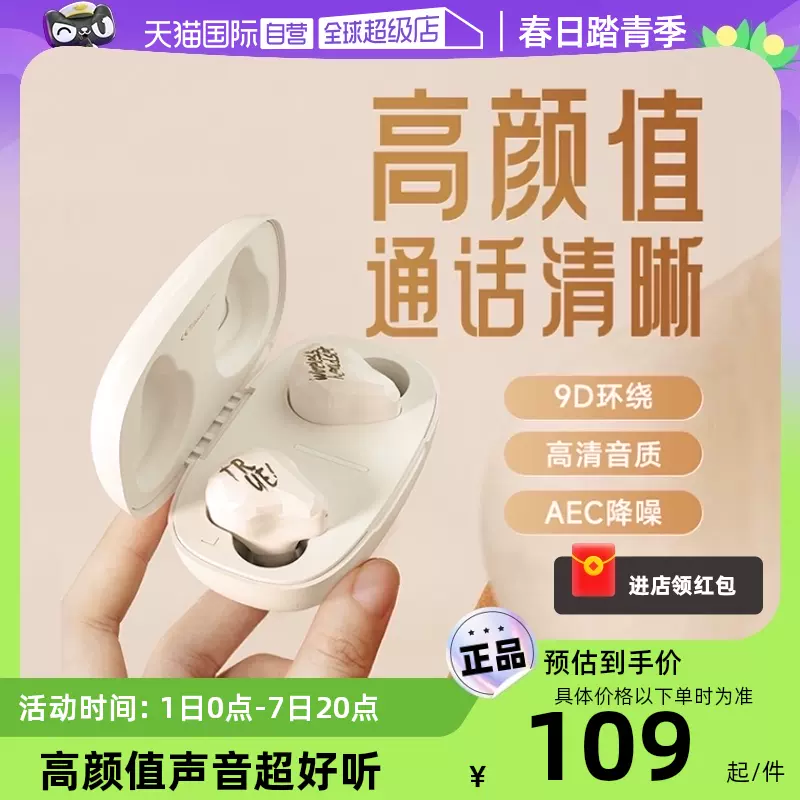 天猫国际 自营 全球超级店 春日踏青季
高颜值
通话清晰
9D环绕
高清音质
AEC降噪
进店领红包
正品
预估到手价
具体价格以下单时为准
活动时间: 1日0点-7日20点
¥ 109 起/件
高颜值声音超好听
TRUE!